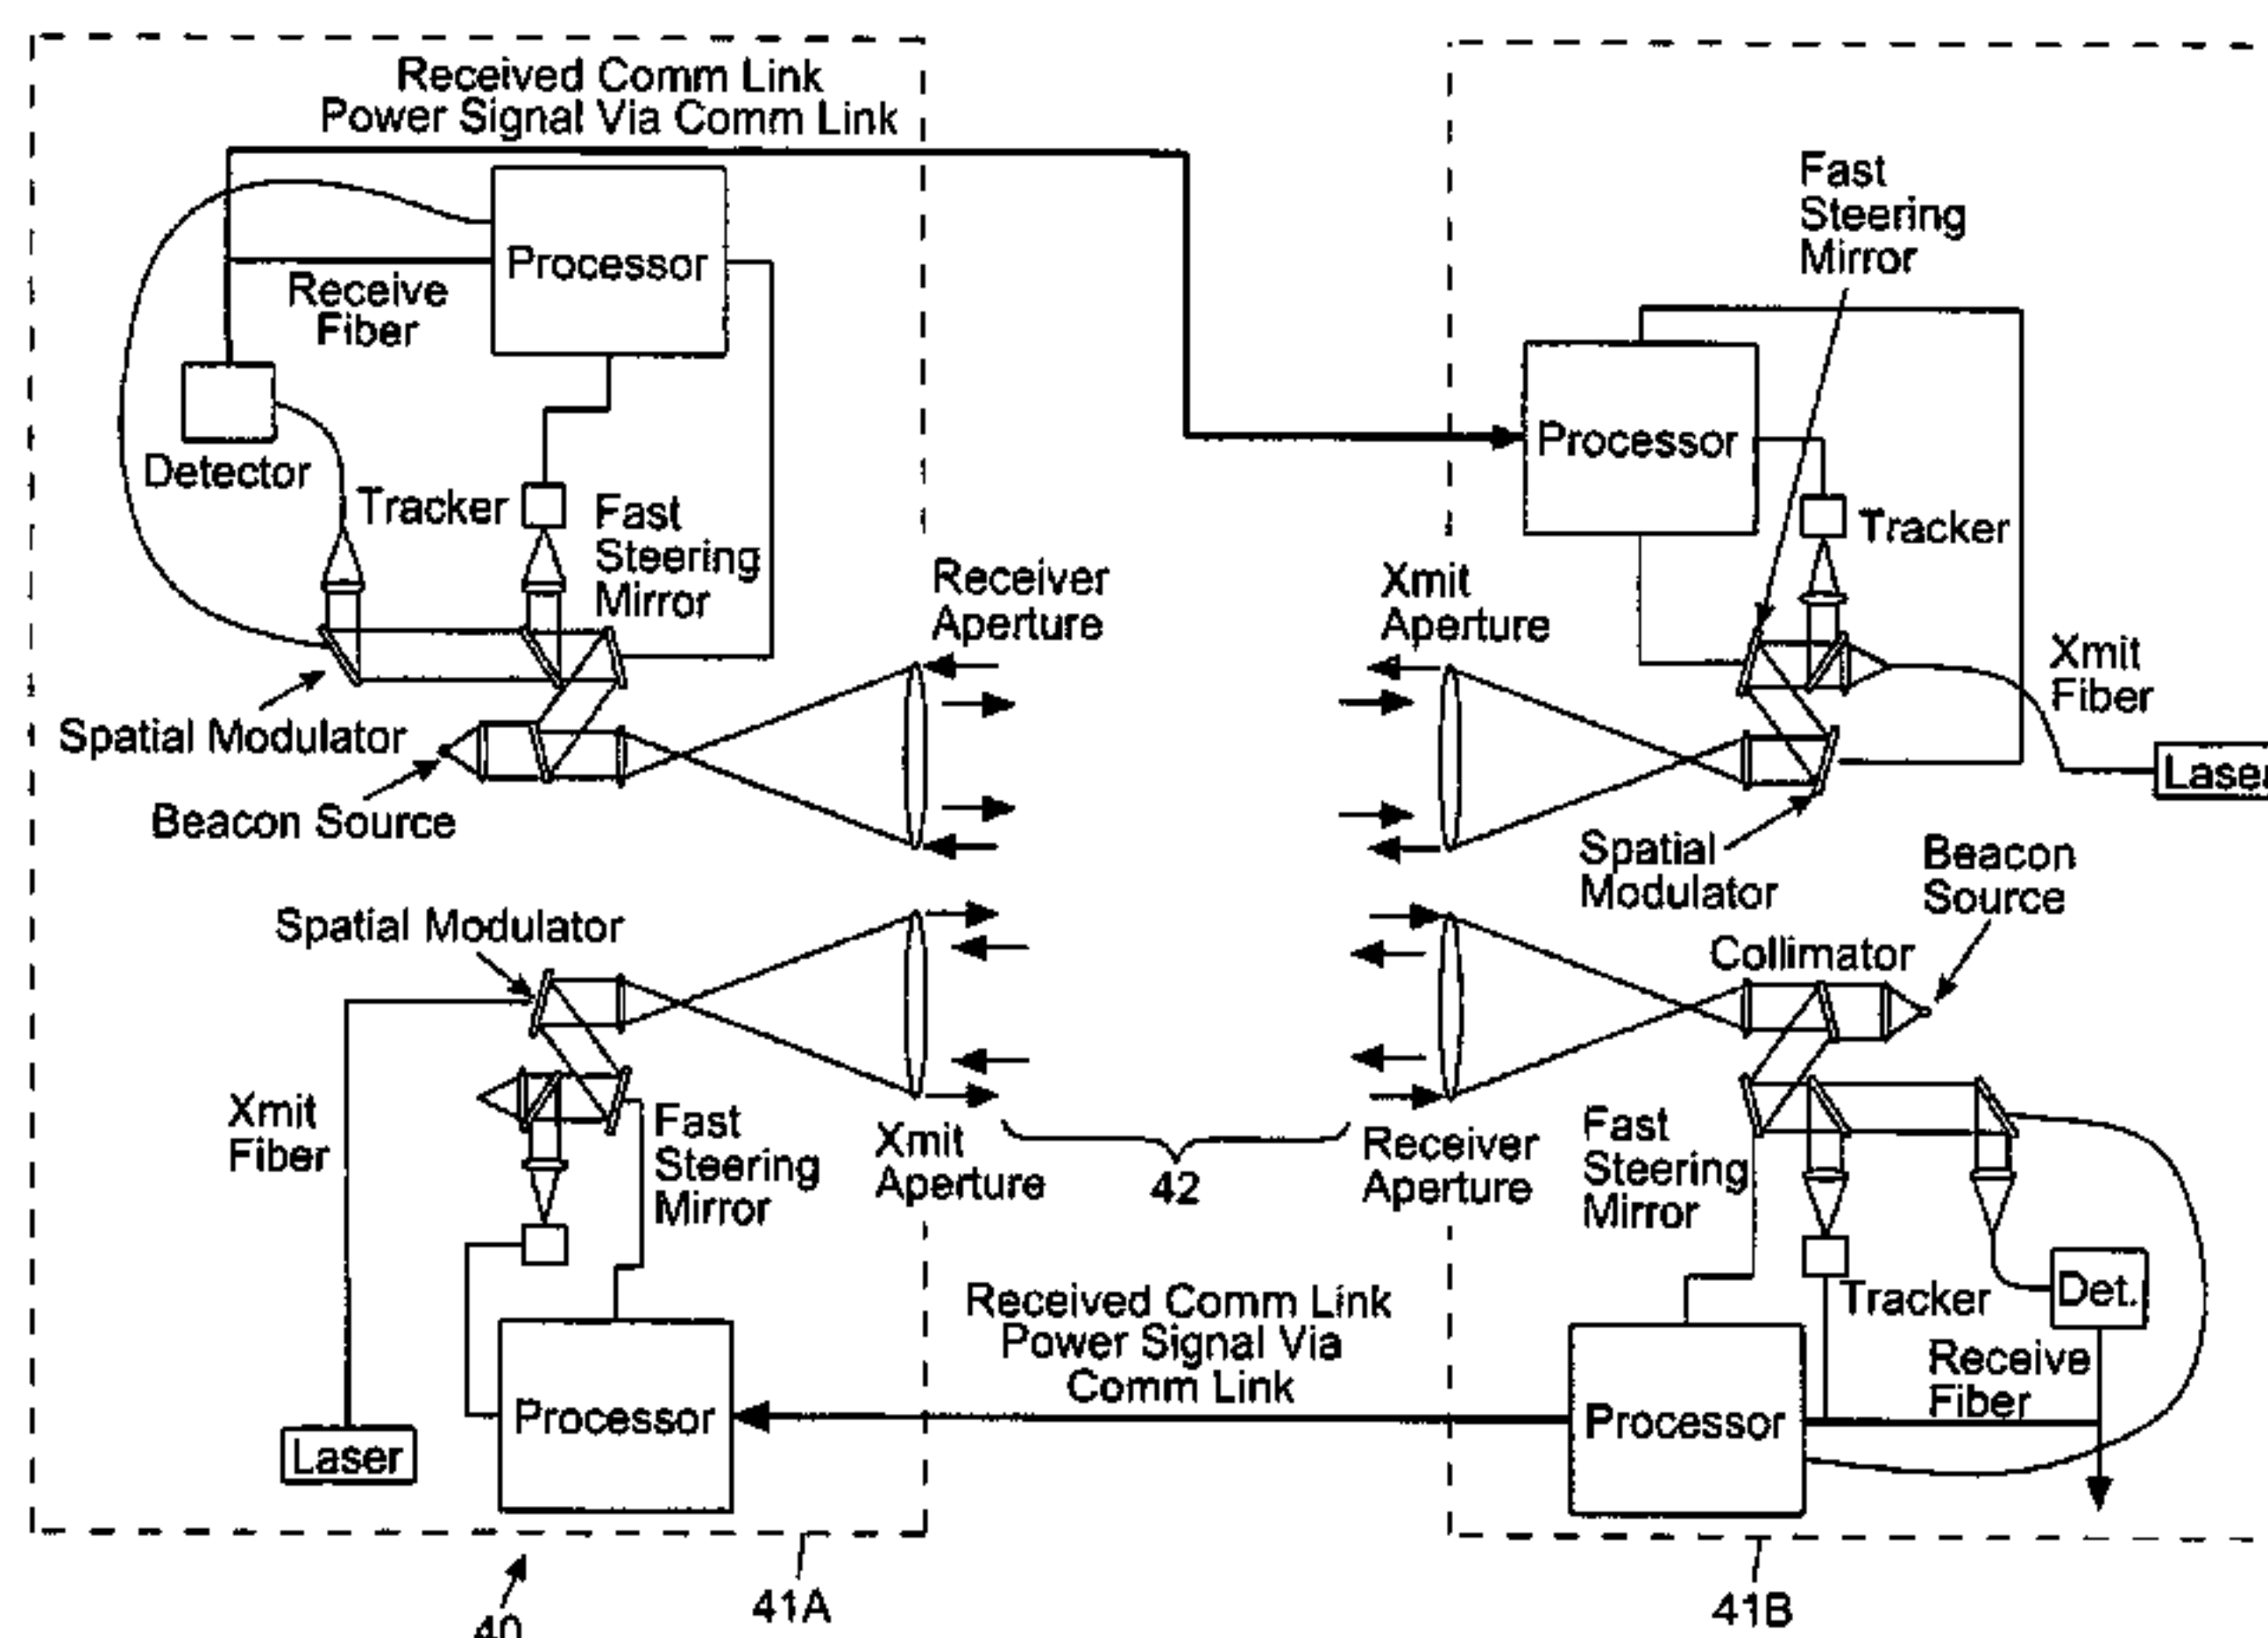 Received Comm Link
Power Signal Via Comm Link
Processor
Receive
Fiber
Detector
Tracker
Fast
Steering
Mirror
Receiver
Aperture
Spatial Modulator
Beacon Source
Fast
Steering
Mirror
Processor
Tracker
Xmit
Aperture
Xmit
Fiber
Laser
Spatial
Modulator
Beacon
Source
Spatial Modulator
Xmit
Fiber
Fast
Steering
Mirror
Xmit
Aperture
42
Receiver
Aperture
Collimator
Fast
Steering
Mirror
Tracker
Det.
Receive
Fiber
Received Comm Link
Power Signal Via
Comm Link
Processor
Processor
Laser
40
41A
41B